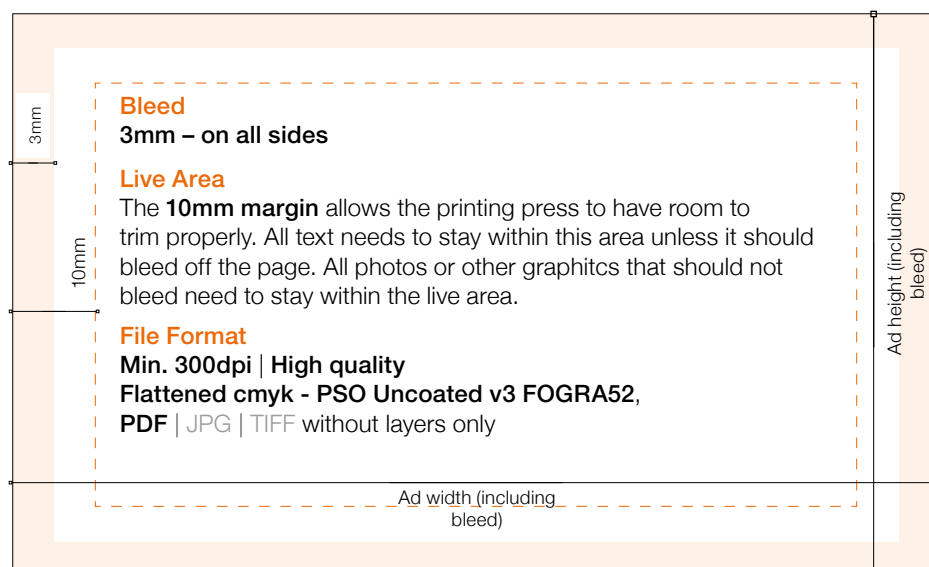 Bleed
3mm – on all sides
3mm
Live Area
The 10mm margin allows the printing press to have room to
trim properly. All text needs to stay within this area unless it should
bleed off the page. All photos or other graphitcs that should not
bleed need to stay within the live area.
10mm
Ad height (including
bleed)
File Format
Min. 300dpi | High quality
Flattened cmyk - PSO Uncoated v3 FOGRA52,
PDF | JPG | TIFF without layers only
Ad width (including
bleed)